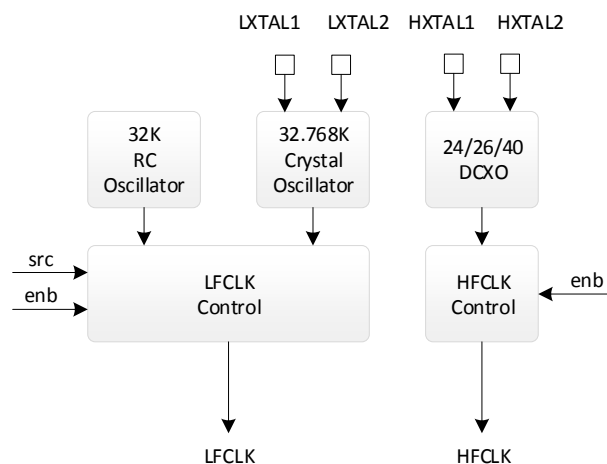 LXTAL1 LXTAL2 HXTAL1 HXTAL2
32K
RC
Oscillator
32.768K
Crystal
Oscillator
24/26/40
DCXO
src
enb
LFCLK
Control
HFCLK
Control
enb
LFCLK
HFCLK